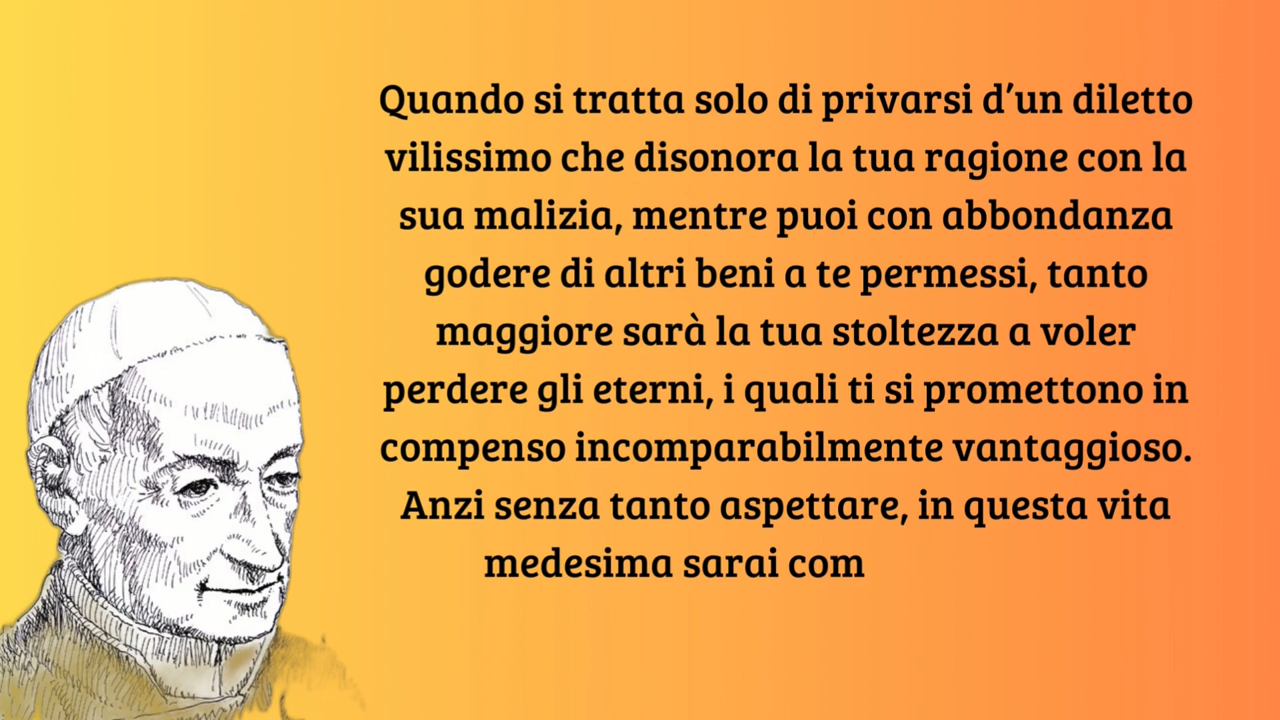 Quando si tratta solo di privarsi d’un diletto
vilissimo che disonora la tua ragione con la
sua malizia, mentre puoi con abbondanza
godere di altri beni a te permessi, tanto
maggiore sarà la tua stoltezza a voler
perdere gli eterni, i quali ti si promettono in
compenso incomparabilmente vantaggioso.
Anzi senza tanto aspettare, in questa vita
medesima sarai com